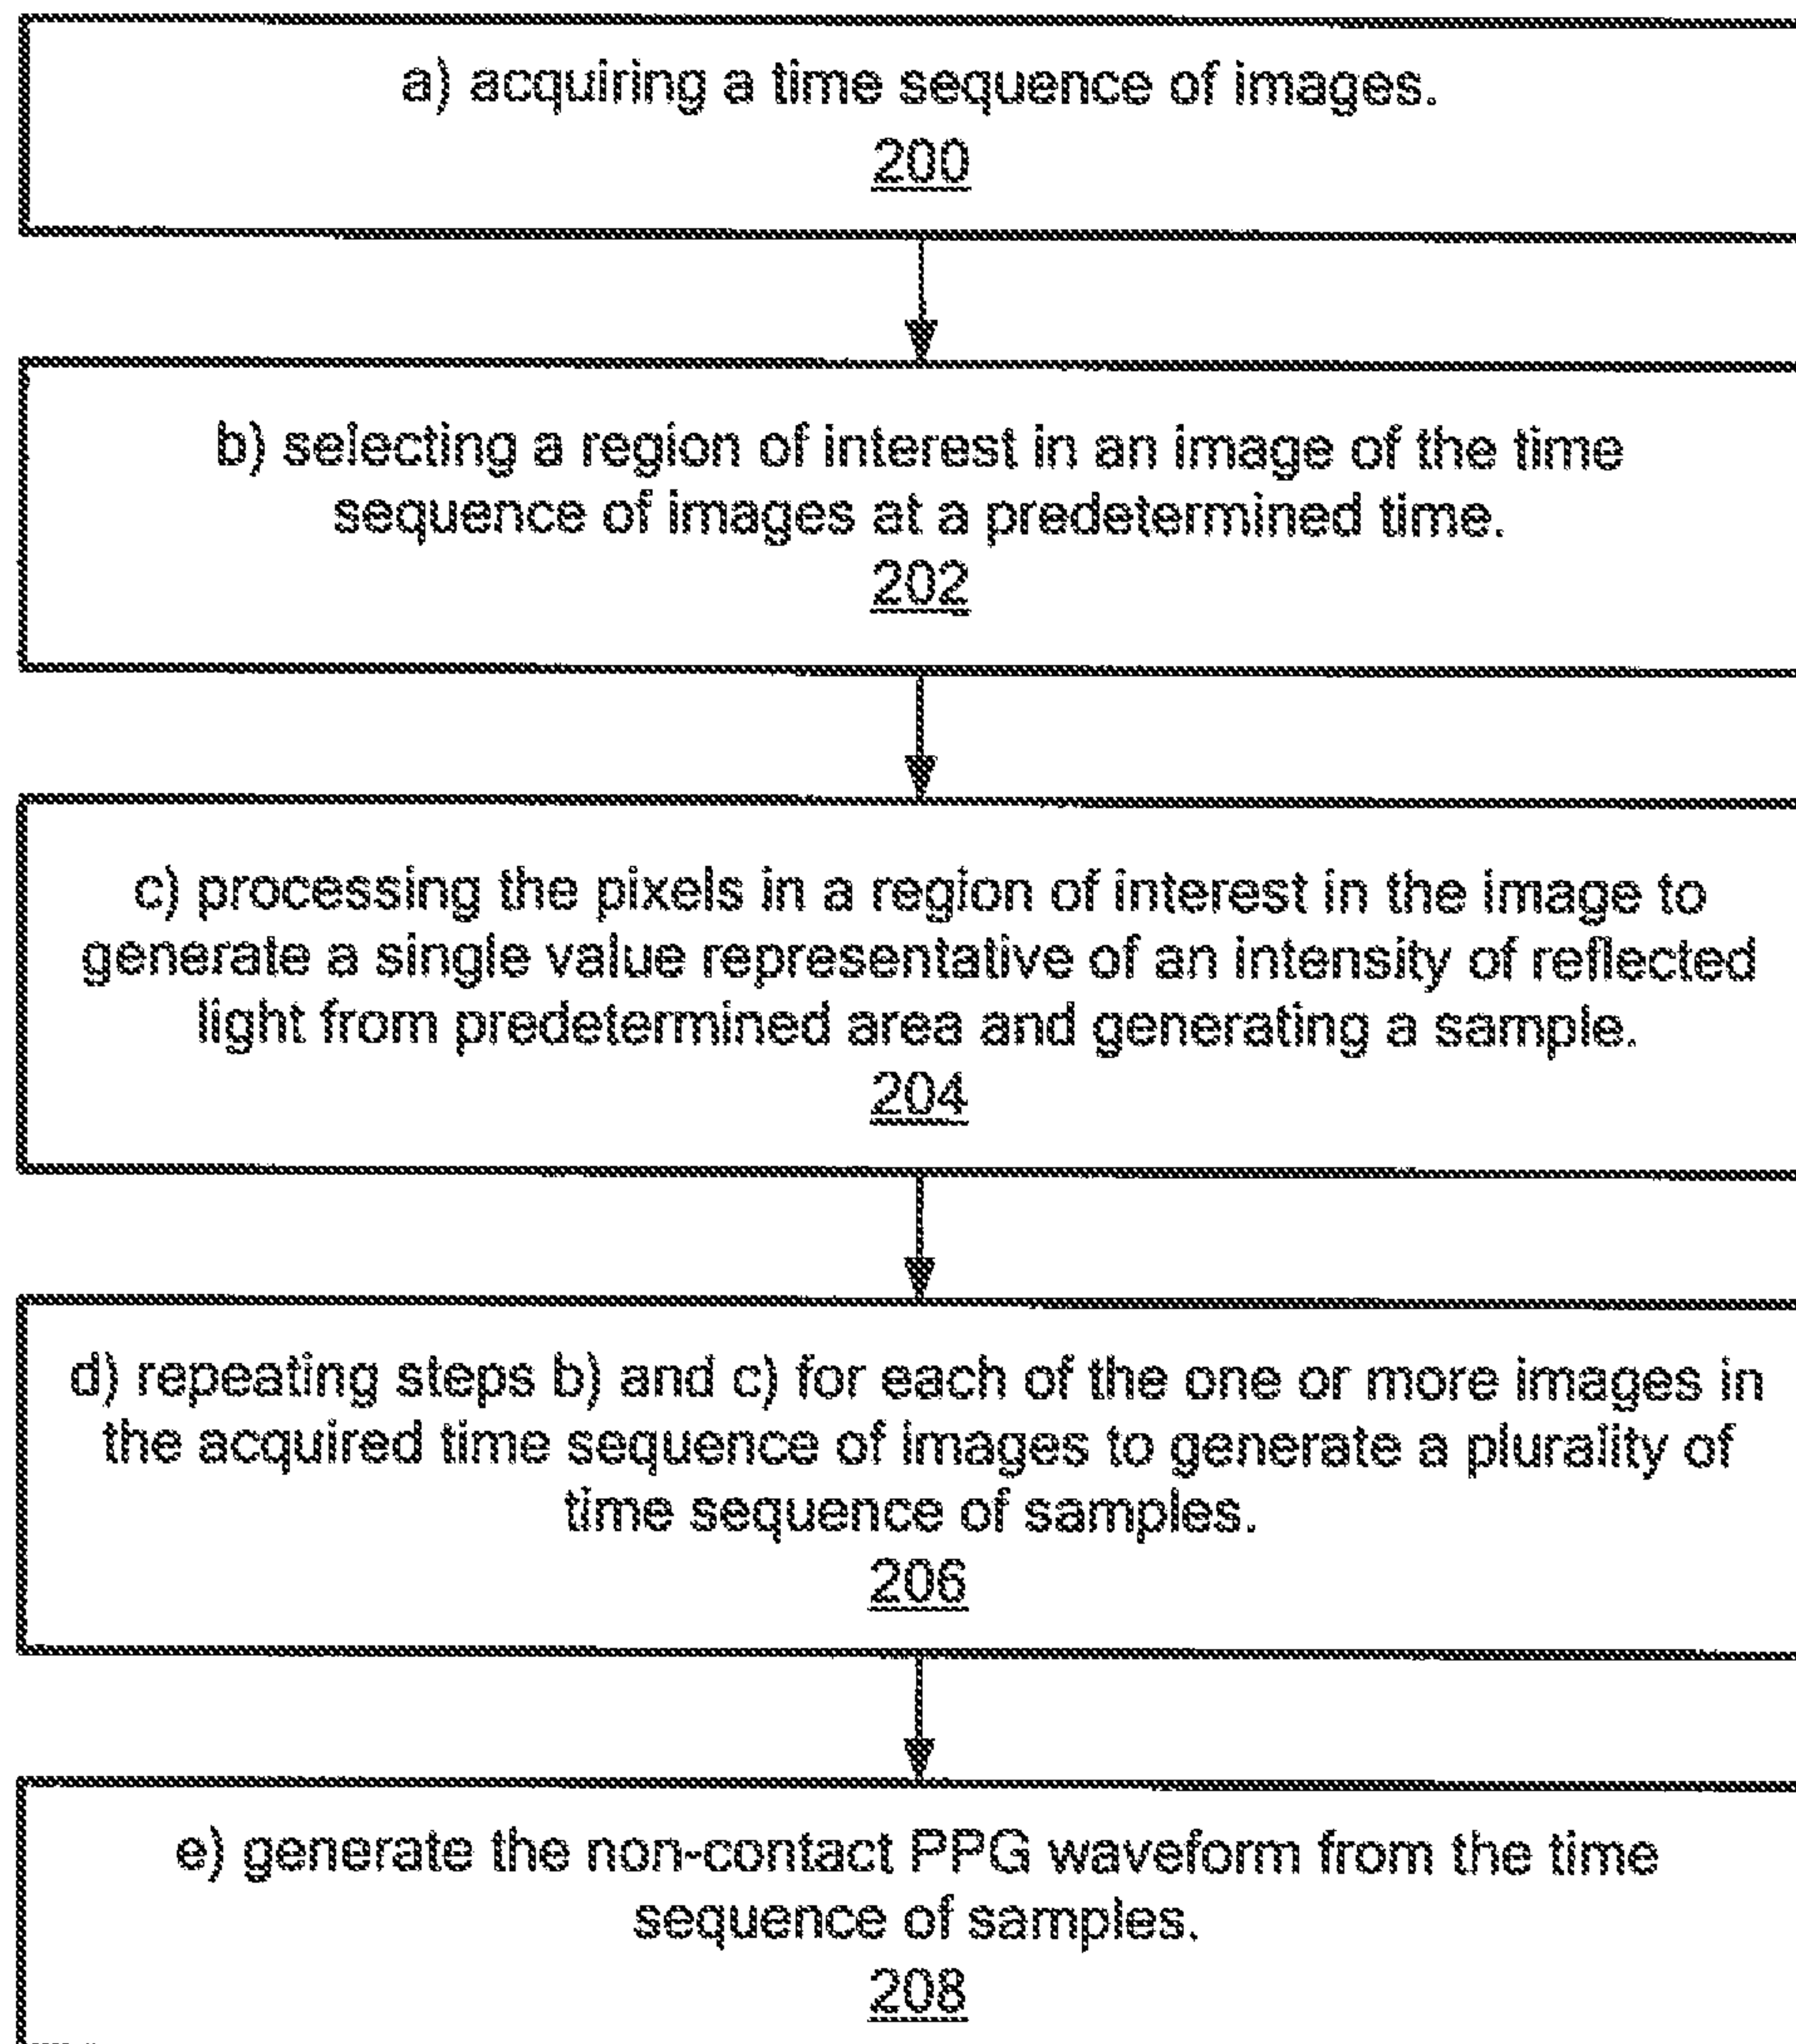 a) acquiring a time sequence of images.
200
b) selecting a region of interest in an image of the time
sequence of images at a predetermined time.
202
c) processing the pixels in a region of interest in the image to
generate a single value representative of an intensity of reflected
light from predetermined area and generating a sample.
204
d) repeating steps b) and c) for each of the one or more images in
the acquired time sequence of images to generate a plurality of
time sequence of samples.
206
e) generate the non-contact PPG waveform from the time
sequence of samples.
208